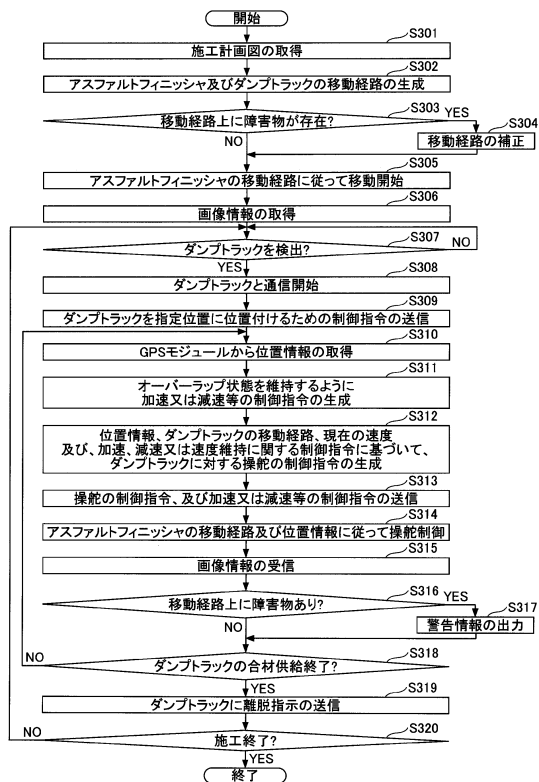 開始
S301
施工計画図の取得
S302
アスファルトフィニッシャ及びダンプトラックの移動経路の生成
S303
移動経路上に障害物が存在?
YES
S304
移動経路の補正
NO
S305
アスファルトフィニッシャの移動経路に従って移動開始
S306
画像情報の取得
S307
ダンプトラックを検出?
NO
YES
S308
ダンプトラックと通信開始
S309
ダンプトラックを指定位置に位置付けるための制御指令の送信
S310
GPSモジュールから位置情報の取得
S311
オーバーラップ状態を維持するように
加速又は減速等の制御指令の生成
S312
位置情報、ダンプトラックの移動経路、現在の速度
及び、加速、減速又は速度維持に関する制御指令に基づいて、
ダンプトラックに対する操舵の制御指令の生成
S313
操舵の制御指令、及び加速又は減速等の制御指令の送信
S314
アスファルトフィニッシャの移動経路及び位置情報に従って操舵制御
S315
画像情報の受信
S316
移動経路上に障害物あり?
YES
S317
警告情報の出力
NO
S318
ダンプトラックの合材供給終了?
NO
YES
S319
ダンプトラックに離脱指示の送信
S320
施工終了?
NO
YES
終了